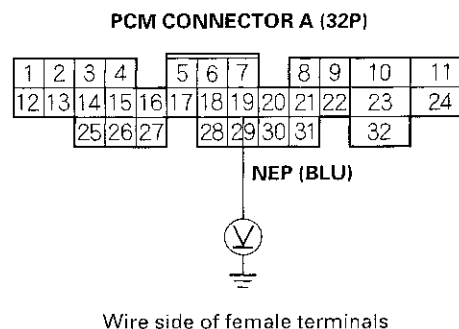 PCM CONNECTOR A (32P)
1 2 3 4 5 6 7 8 9 10 11
12 13 14 15 16 17 18 19 20 21 22 23 24
25 26 27 28 29 30 31 32
NEP (BLU)
V
Wire side of female terminals